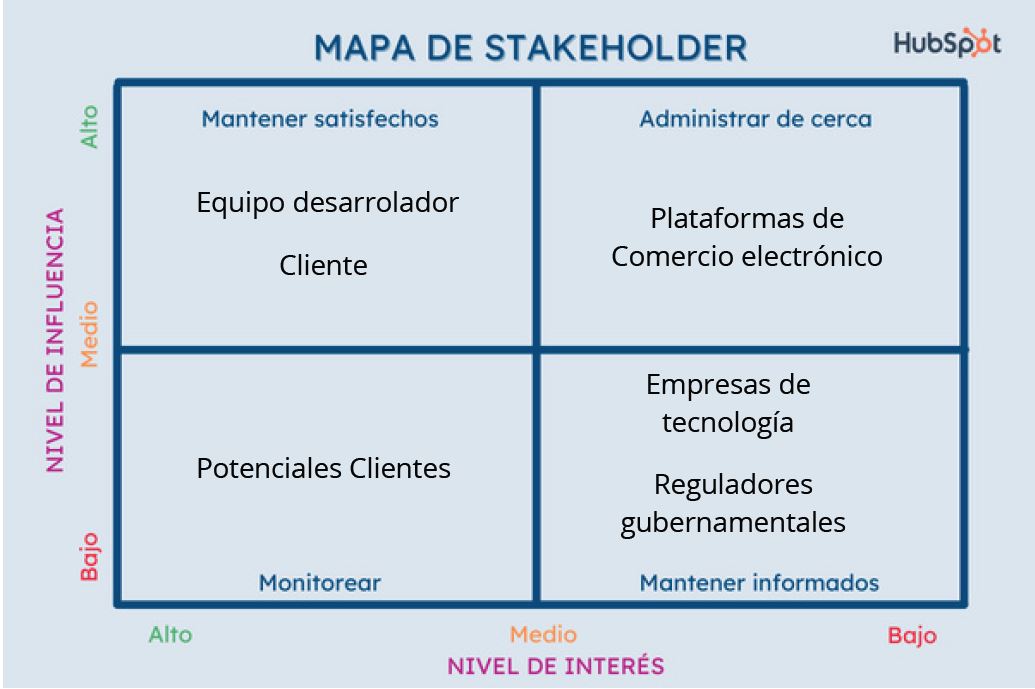 MAPA DE STAKEHOLDER
HubSpot
NIVEL DE INFLUENCIA
Alto
Medio
Bajo
Mantener satisfechos
Equipo desarrolador
Cliente
Administrar de cerca
Plataformas de
Comercio electrónico
Potenciales Clientes
Monitorear
Empresas de
tecnología
Reguladores
gubernamentales
Mantener informados
Alto
Medio
Bajo
NIVEL DE INTERÉS